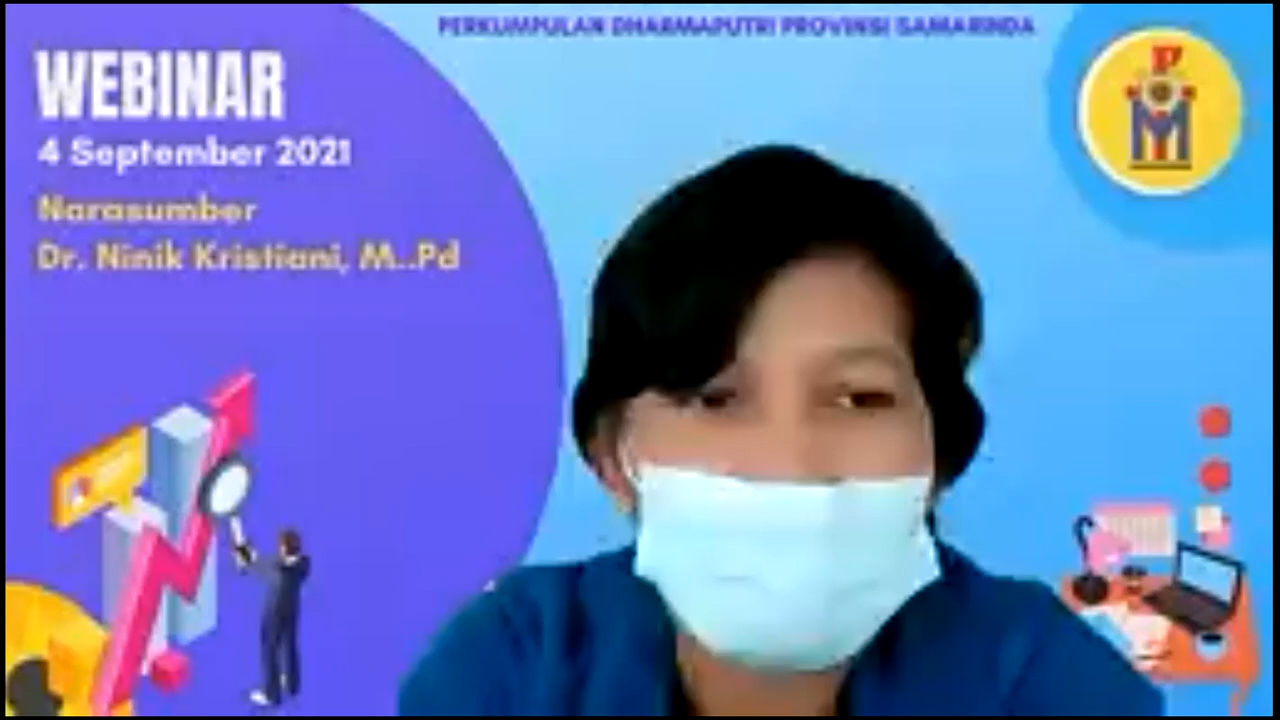 PERKUMPULAN DHARMAPUTRI PROVINSI SAMARINDA
WEBINAR
4 September 2021
Narasumber
Dr. Ninik Kristiani, M..Pd
P
M